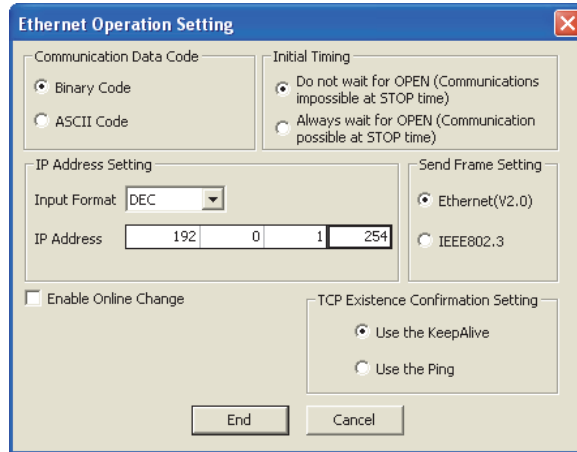 Ethernet Operation Setting
Communication Data Code
Binary Code
ASCII Code
Initial Timing
Do not wait for OPEN (Communications
impossible at STOP time)
Always wait for OPEN (Communication
possible at STOP time)
IP Address Setting
Input Format DEC
IP Address 192 0 1 254
Send Frame Setting
Ethernet(V2.0)
IEEE802.3
Enable Online Change
TCP Existence Confirmation Setting
Use the KeepAlive
Use the Ping
End Cancel